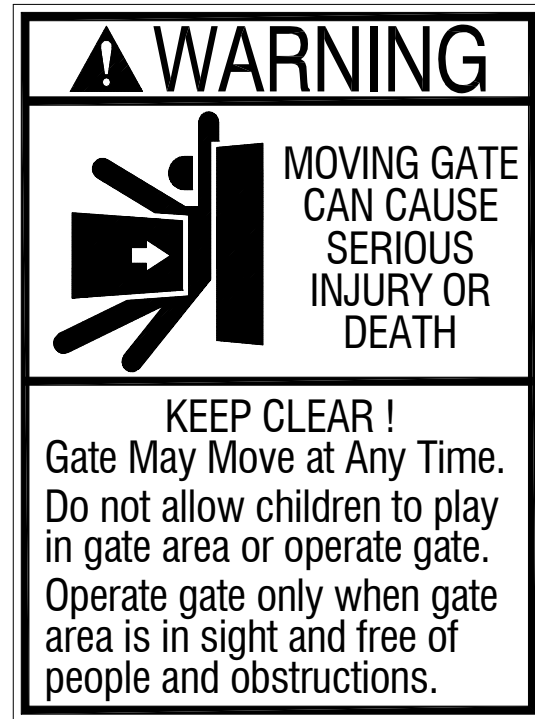 WARNING
MOVING GATE
CAN CAUSE
SERIOUS
INJURY OR
DEATH
KEEP CLEAR !
Gate May Move at Any Time.
Do not allow children to play
in gate area or operate gate.
Operate gate only when gate
area is in sight and free of
people and obstructions.